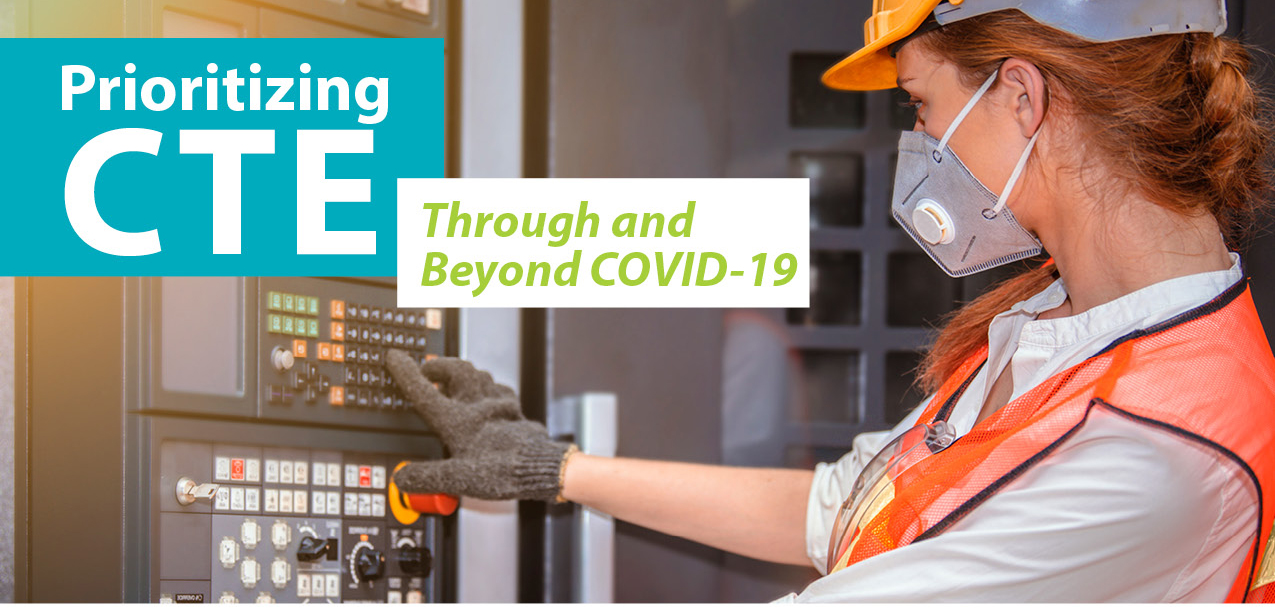 Prioritizing
CTE
Through and
Beyond COVID-19